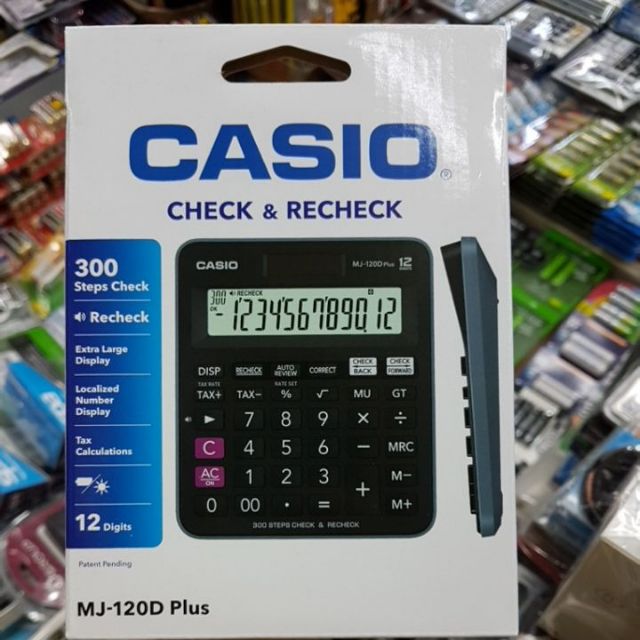 CASIO®
CHECK & RECHECK
300
Steps Check
Recheck
Extra Large
Display
Localized
Number
Display
Tax
Calculations
12 Digits
Patent Pending
MJ-120D Plus
CASIO
MJ-120D Plus 12
300 RECHECK
OK
-1234567890.12
DISP RECHECK AUTO REVIEW CORRECT CHECK BACK CHECK FORWARD
TAX RATE RATE SET
TAX+ TAX− % √ MU GT
► 7 8 9 × ÷
C 4 5 6 − MRC
AC ON 1 2 3 + M−
0 00 · = M+
300 STEPS CHECK & RECHECK